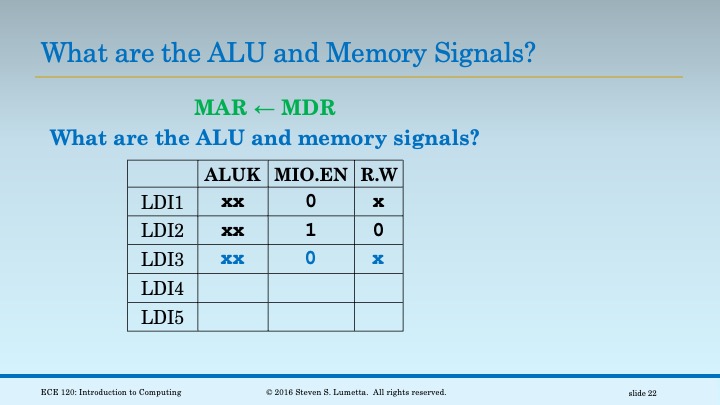 What are the ALU and Memory Signals?
MAR ← MDR
What are the ALU and memory signals?
ALUK MIO.EN R.W
LDI1 xx 0 x
LDI2 xx 1 0
LDI3 xx 0 x
LDI4
LDI5
ECE 120: Introduction to Computing © 2016 Steven S. Lumetta. All rights reserved. slide 22